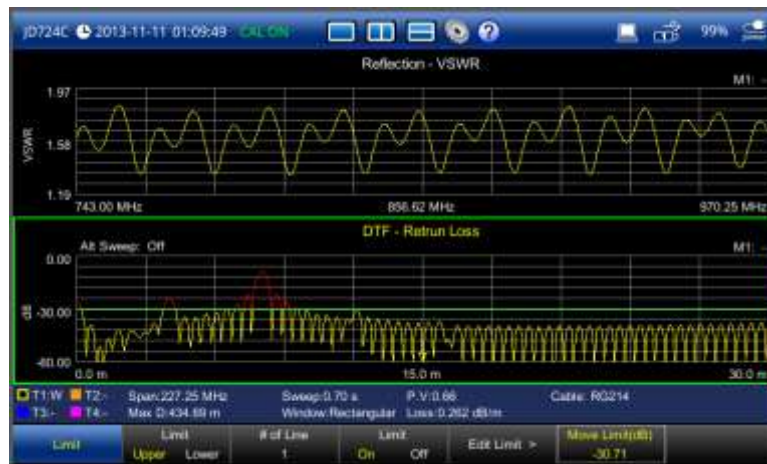 JD724C 2013-11-11 01:09:49 CAL ON 99%
Reflection - VSWR
M1: -
1.97
VSWR
1.58
1.19
743.00 MHz 856.62 MHz 970.25 MHz
DTF - Retrun Loss
Alt Sweep: Off
M1: -
0.00
dB
-30.00
-60.00
0.0 m 15.0 m 30.0 m
T1:W T2:- Span:227.25 MHz Sweep:0.70 s P.V:0.66 Cable: RG214
T3:- T4:- Max D:434.69 m Window:Rectangular Loss:0.262 dB/m
Limit Limit # of Line Limit Edit Limit > Move Limit(dB)
Upper Lower 1 On Off -30.71